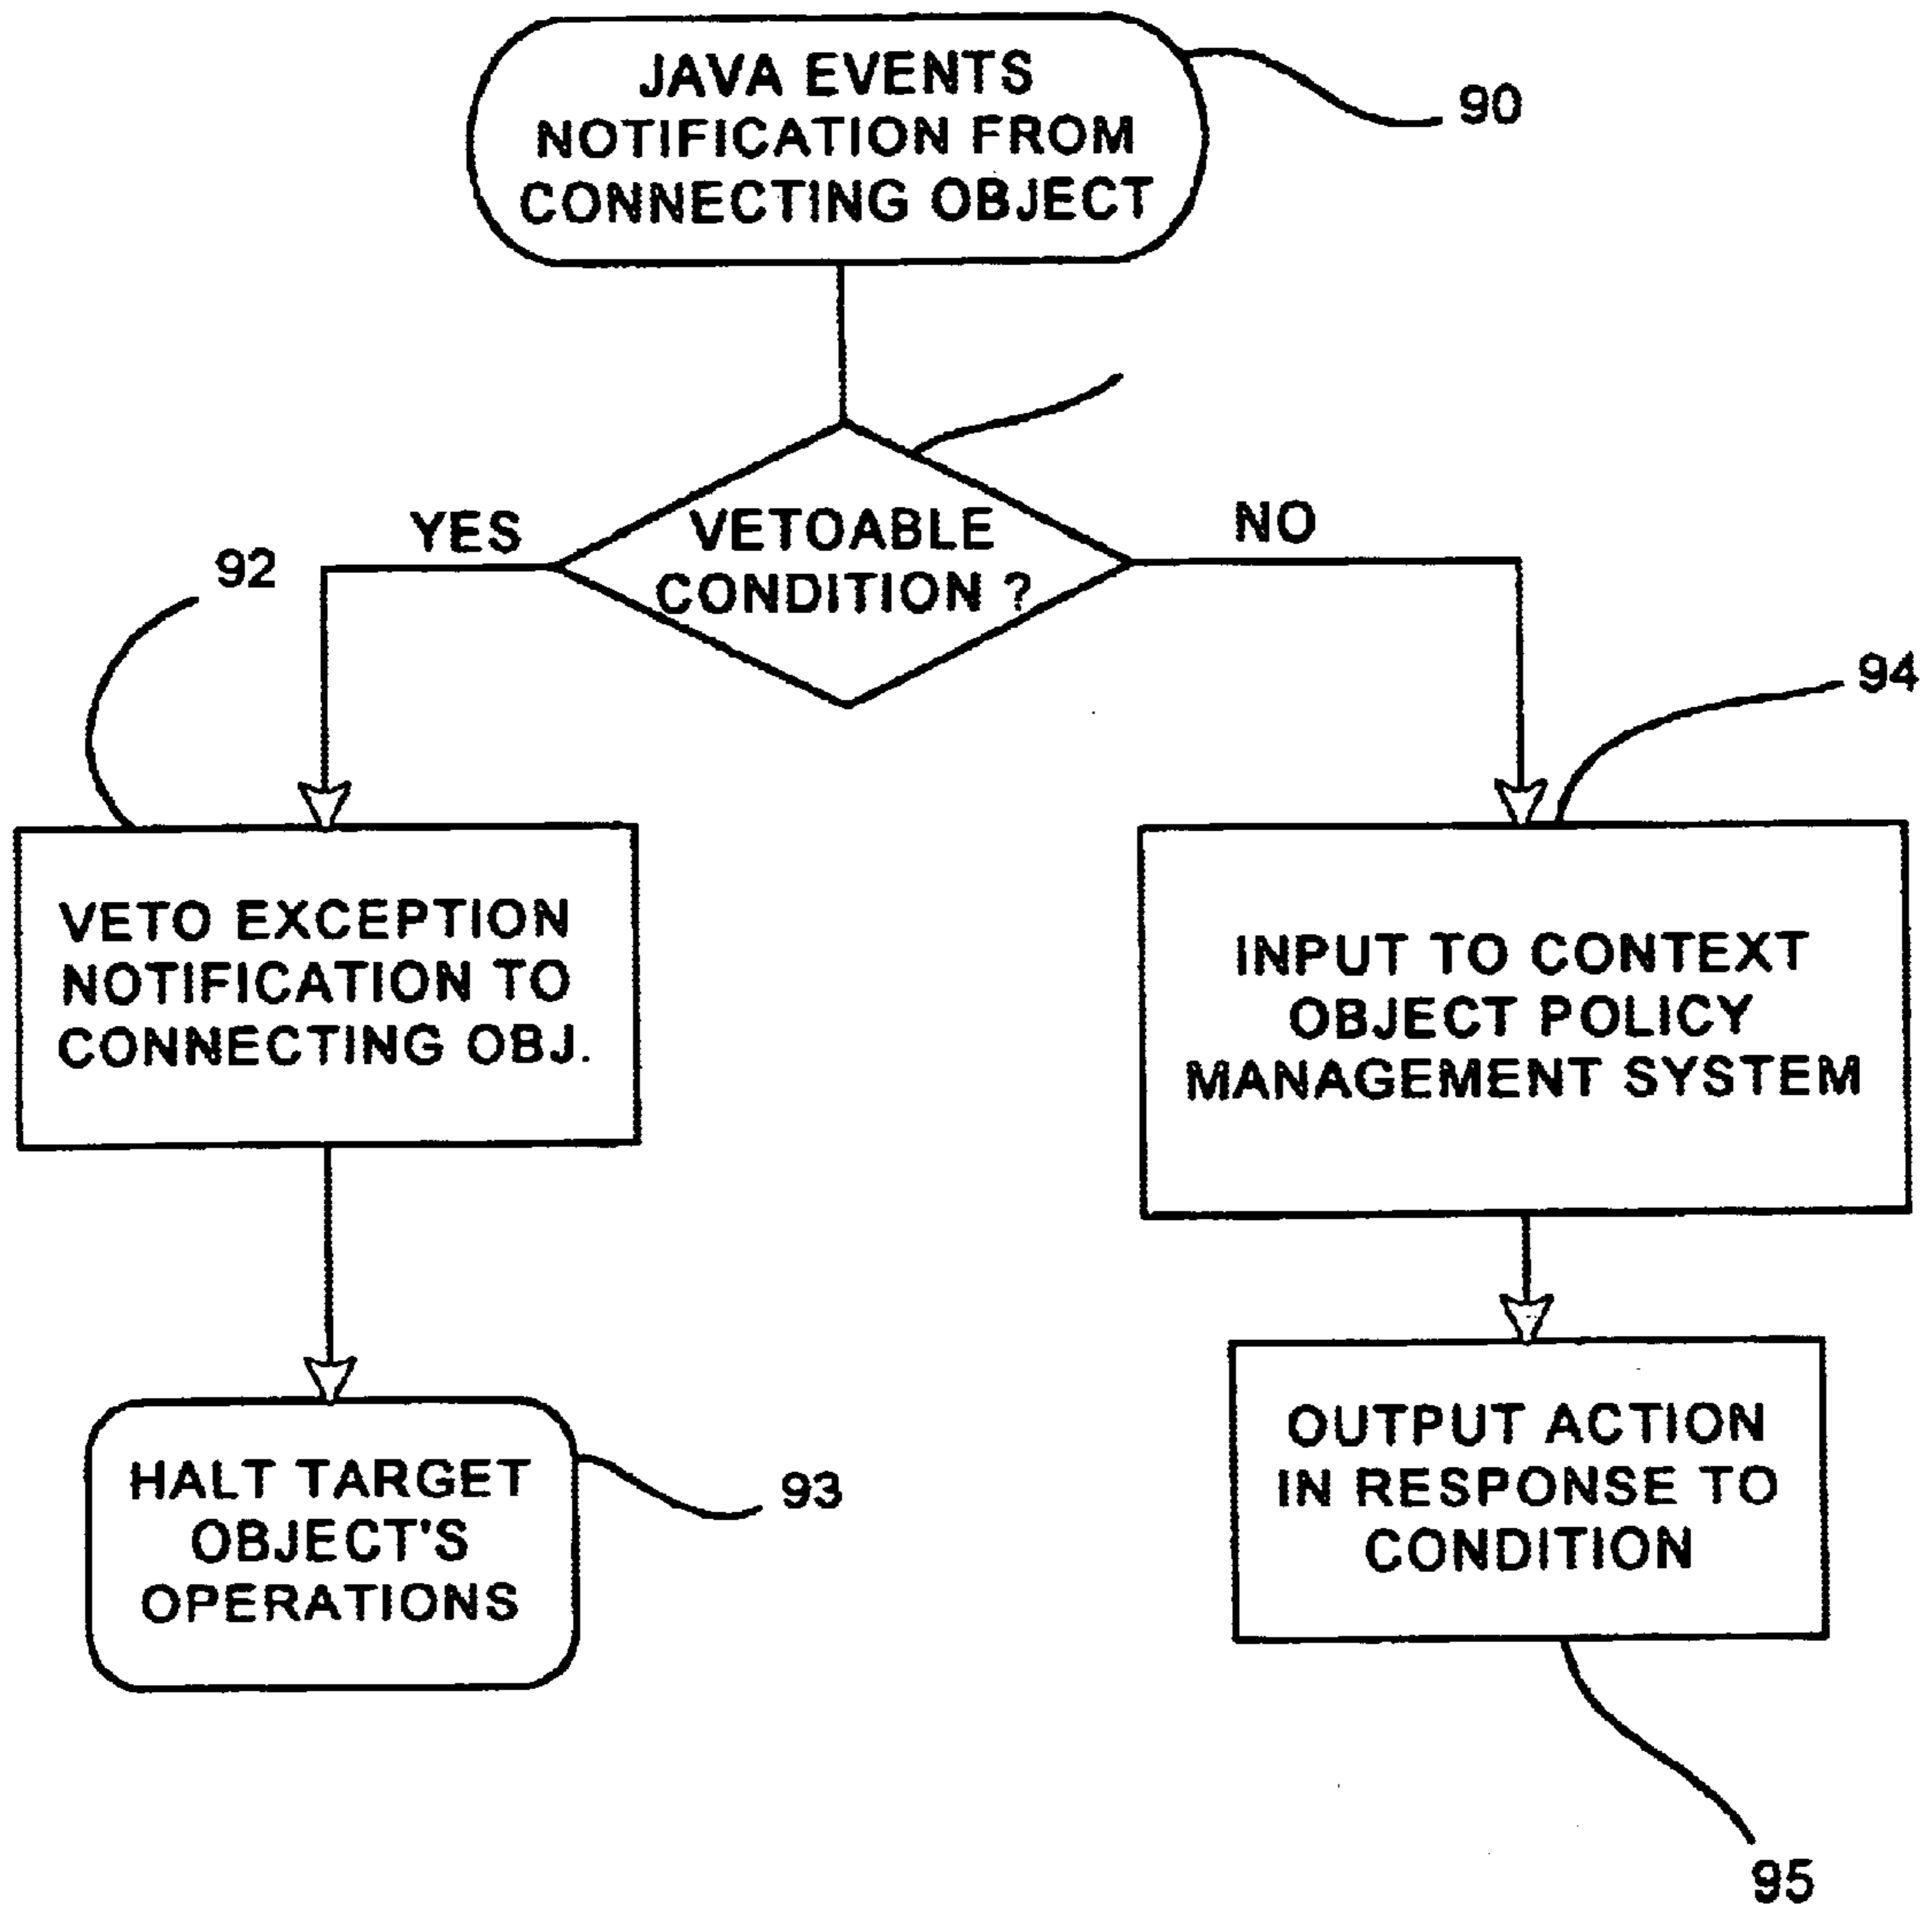 JAVA EVENTS
NOTIFICATION FROM
CONNECTING OBJECT
90
VETOABLE
CONDITION ?
YES
NO
92
94
VETO EXCEPTION
NOTIFICATION TO
CONNECTING OBJ.
INPUT TO CONTEXT
OBJECT POLICY
MANAGEMENT SYSTEM
HALT TARGET
OBJECT'S
OPERATIONS
93
OUTPUT ACTION
IN RESPONSE TO
CONDITION
95